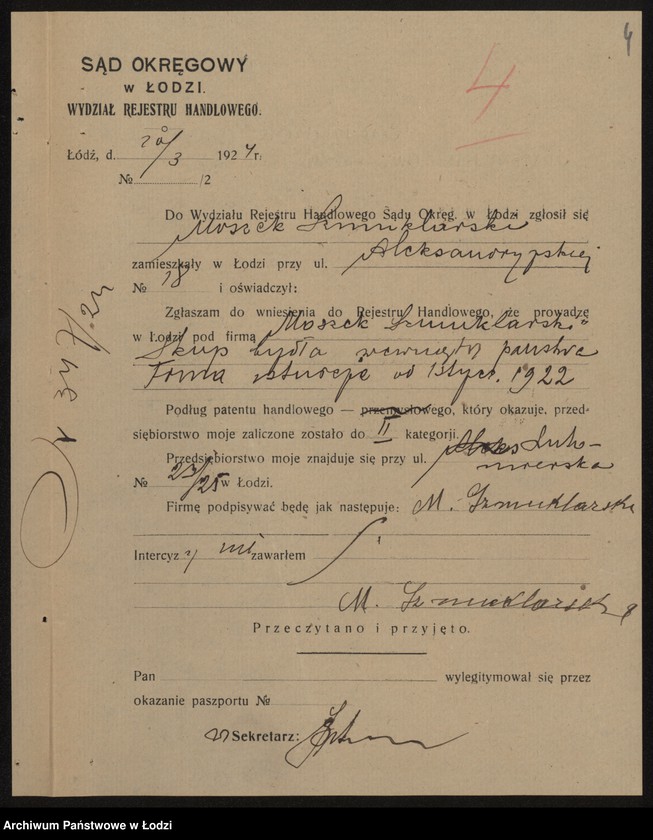 4
4
SĄD OKRĘGOWY
W ŁODZI.
WYDZIAŁ REJESTRU HANDLOWEGO.
Łódź, d. 20/3 1924 r.
№ /2
Do Wydziału Rejestru Handlowego Sądu Okręg. w Łodzi zgłosił się
Moszek Szmuklarski
zamieszkały w Łodzi przy ul. Aleksandryjskiej
№ 18 i oświadczył:
Zgłaszam do wniesienia do Rejestru Handlowego, że prowadzę
w Łodzi pod firmą „Moszek Szmuklarski"
Skup bydła wewnątrz państwa
Firma istnieje od 1 stycz. 1922
Podług patentu handlowego — przemysłowego, który okazuje, przed-
siębiorstwo moje zaliczone zostało do II kategorji.
Przedsiębiorstwo moje znajduje się przy ul. Luto-
mierska
№ 23/25 w Łodzi.
Firmę podpisywać będę jak następuje: M. Szmuklarski
Intercyzy nie zawarłem
M. Szmuklarski
Przeczytano i przyjęto.
Pan wylegitymował się przez
okazanie paszportu №
Sekretarz:
Archiwum Państwowe w Łodzi